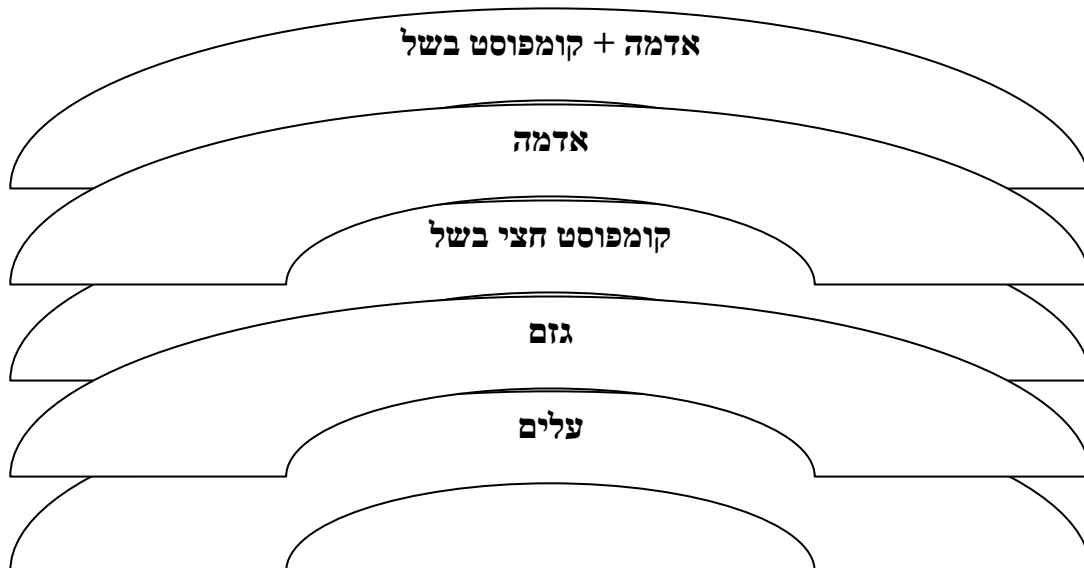 אדמה + קומפוסט בשל
אדמה
קומפוסט חצי בשל
גזם
עלים